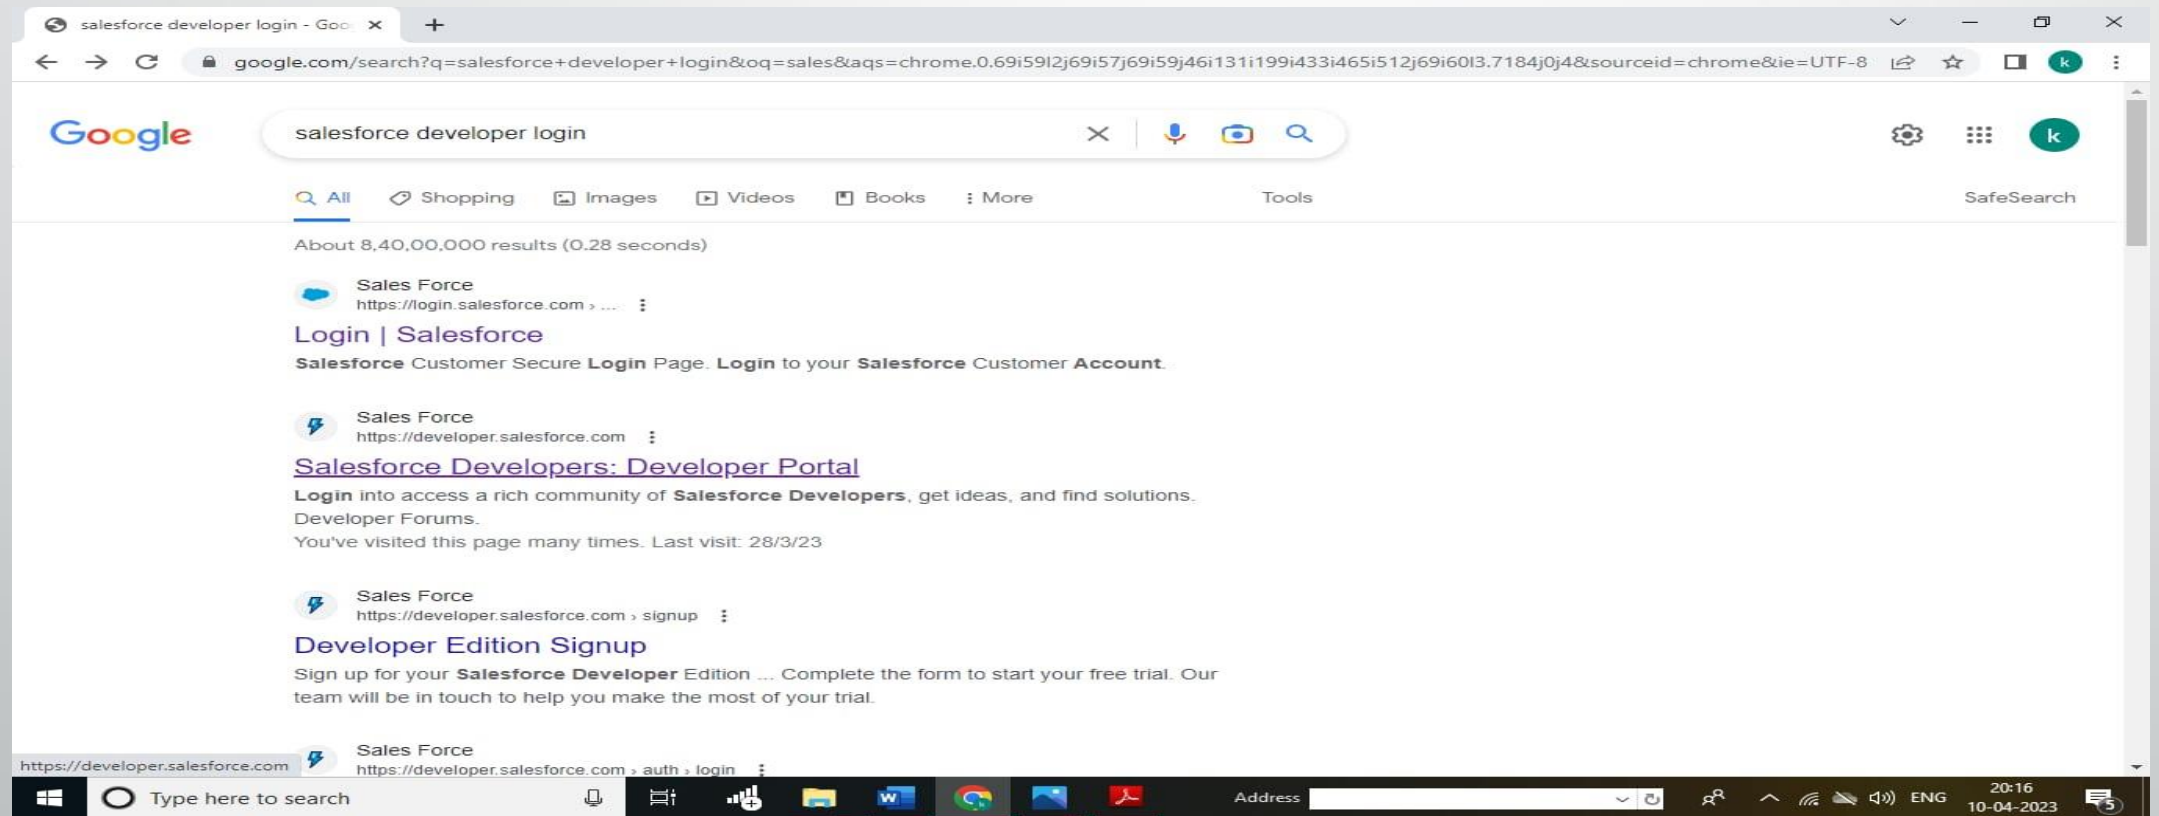 salesforce developer login - Goo
google.com/search?q=salesforce+developer+login&oq=sales&aqs=chrome.0.69i59l2j69i57j69i59j46i131i199i433i465i512j69i60l3.7184j0j4&sourceid=chrome&ie=UTF-8
k
Google
salesforce developer login
k
All
Shopping
Images
Videos
Books
More
Tools
SafeSearch
About 8,40,00,000 results (0.28 seconds)
Sales Force
https://login.salesforce.com › ...
Login | Salesforce
Salesforce Customer Secure Login Page. Login to your Salesforce Customer Account.
Sales Force
https://developer.salesforce.com
Salesforce Developers: Developer Portal
Login into access a rich community of Salesforce Developers, get ideas, and find solutions.
Developer Forums.
You've visited this page many times. Last visit: 28/3/23
Sales Force
https://developer.salesforce.com › signup
Developer Edition Signup
Sign up for your Salesforce Developer Edition ... Complete the form to start your free trial. Our
team will be in touch to help you make the most of your trial.
Sales Force
https://developer.salesforce.com › auth › login
https://developer.salesforce.com
Type here to search
W
Address
ENG
20:16
10-04-2023
5